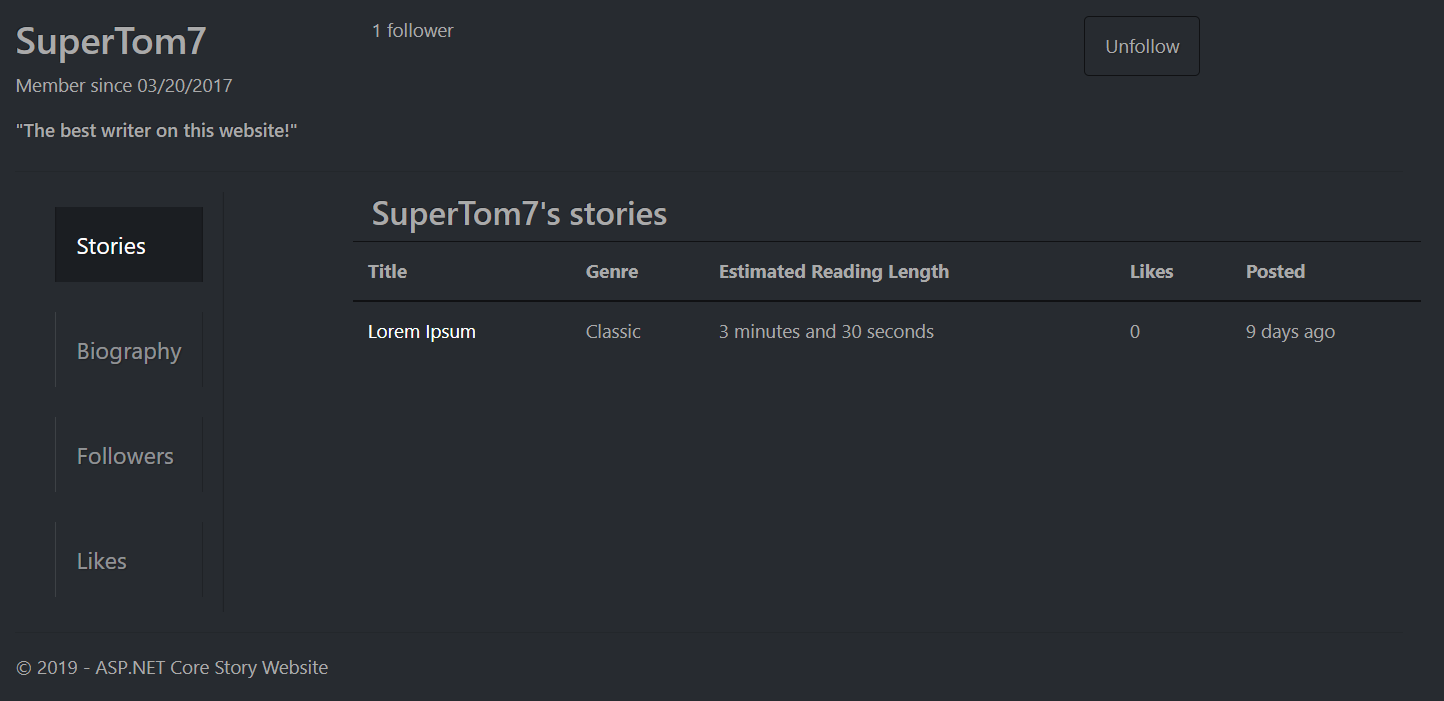 SuperTom7
1 follower
Unfollow
Member since 03/20/2017
"The best writer on this website!"
Stories
Biography
Followers
Likes
SuperTom7's stories
Title Genre Estimated Reading Length Likes Posted
Lorem Ipsum Classic 3 minutes and 30 seconds 0 9 days ago
© 2019 - ASP.NET Core Story Website